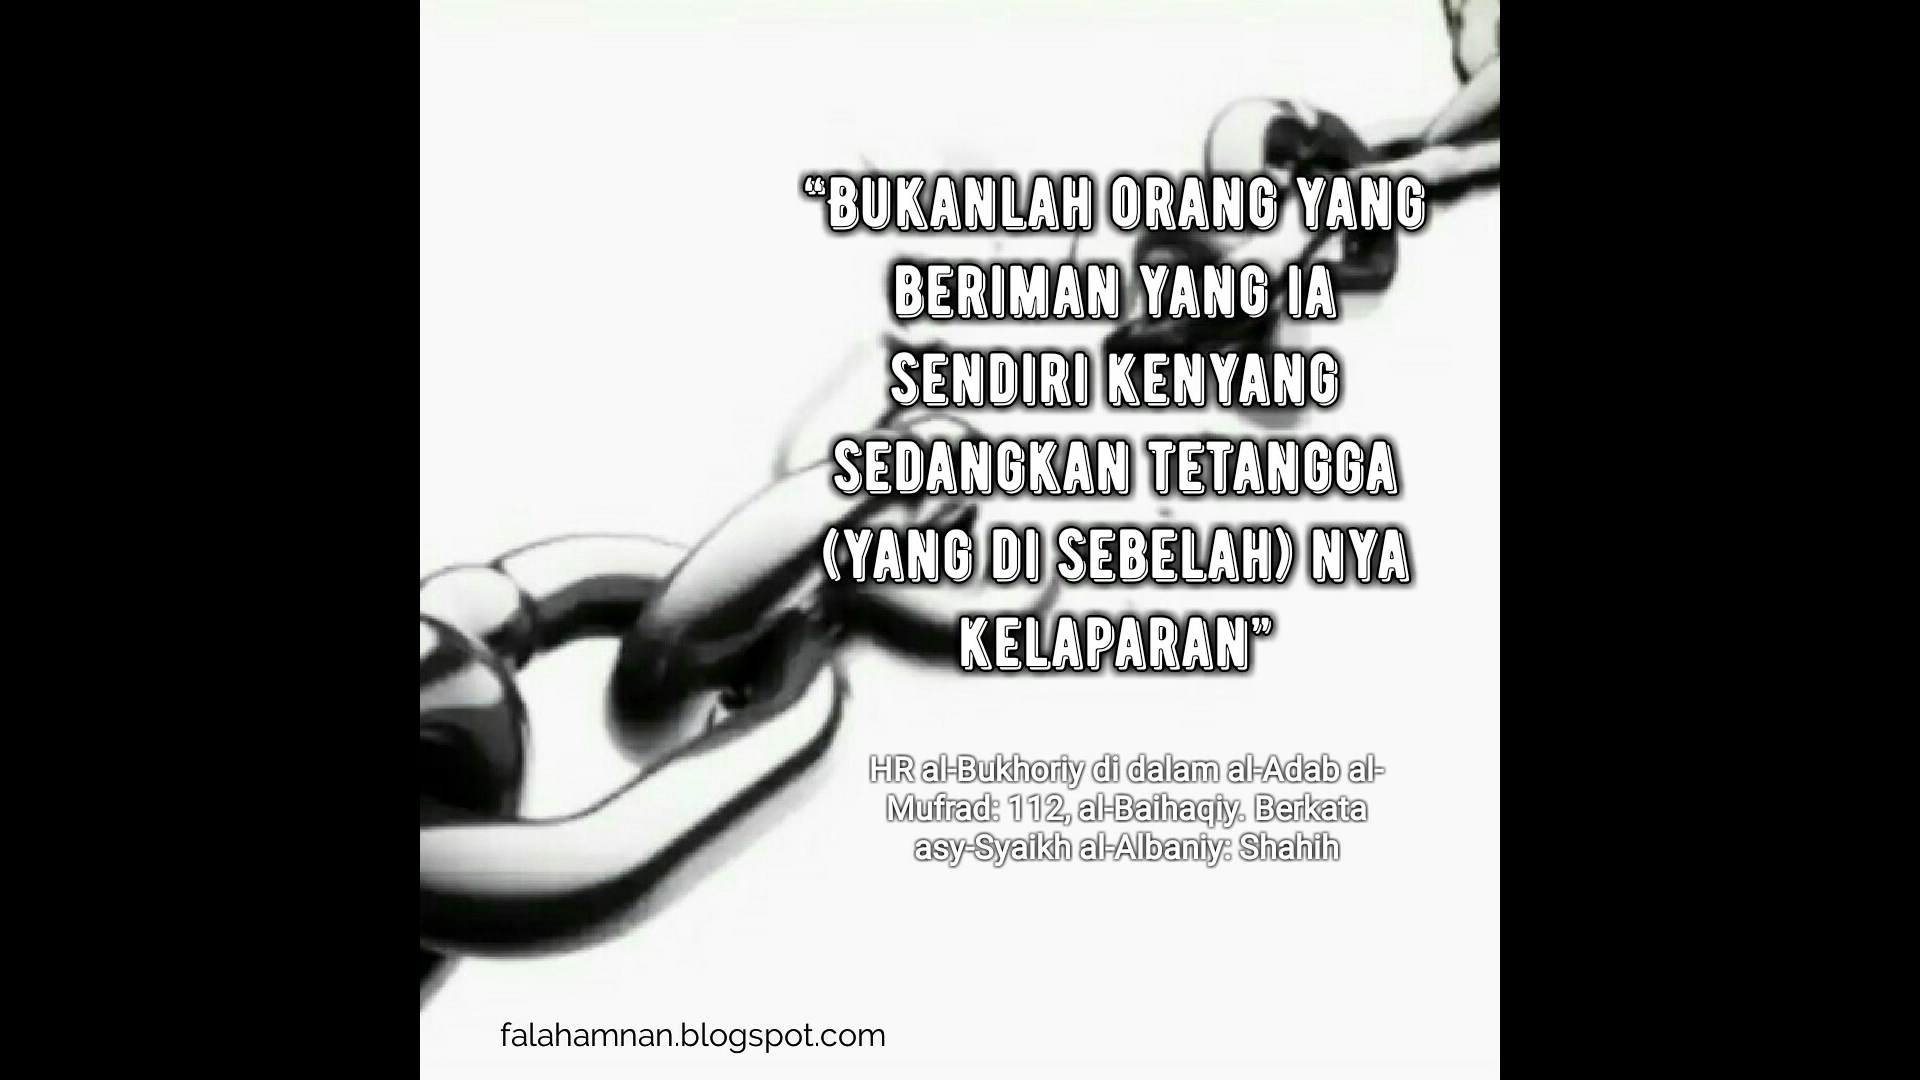 “BUKANLAH ORANG YANG
BERIMAN YANG IA
SENDIRI KENYANG
SEDANGKAN TETANGGA
(YANG DI SEBELAH) NYA
KELAPARAN”
HR al-Bukhoriy di dalam al-Adab al-
Mufrad: 112, al-Baihaqiy. Berkata
asy-Syaikh al-Albaniy: Shahih
falahamnan.blogspot.com